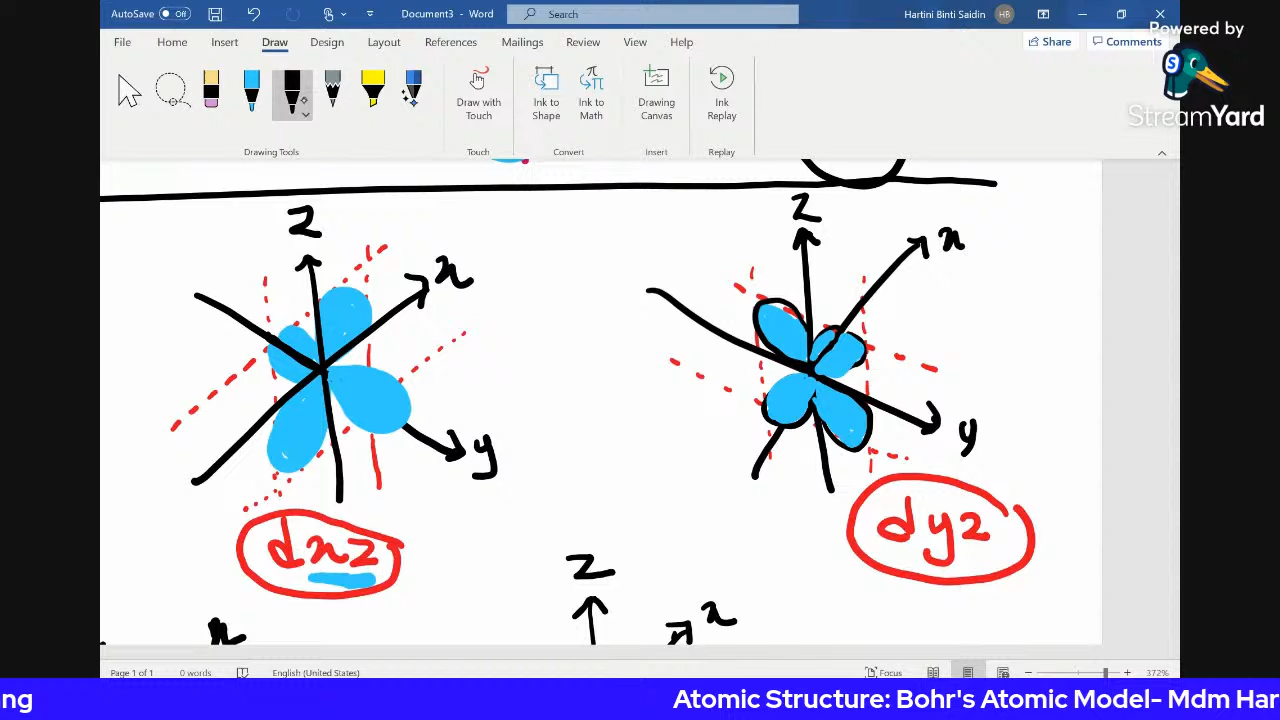 AutoSave Off Document3 - Word Search Hartini Binti Saidin HB
Powered by
StreamYard
File Home Insert Draw Design Layout References Mailings Review View Help Share Comments
Draw with Touch
Ink to Shape
Ink to Math
Drawing Canvas
Ink Replay
Drawing Tools Touch Convert Insert Replay
z
x
y
dxz
z
x
y
dyz
x
z
x
Page 1 of 1 0 words English (United States) Focus 372%
ng Atomic Structure: Bohr's Atomic Model- Mdm Har